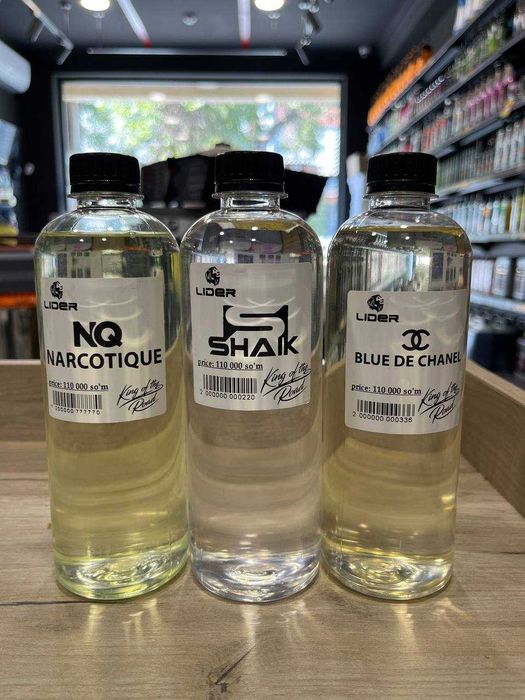 LIDER
NQ
NARCOTIQUE
price: 110 000 so'm
King of the
Road
000000 777770
LIDER
S
SHAIK
price: 110 000 so'm
King of the
Road
2 000000 000220
LIDER
BLUE DE CHANEL
price: 110 000 so'm
King of the
Road
2 000000 000336